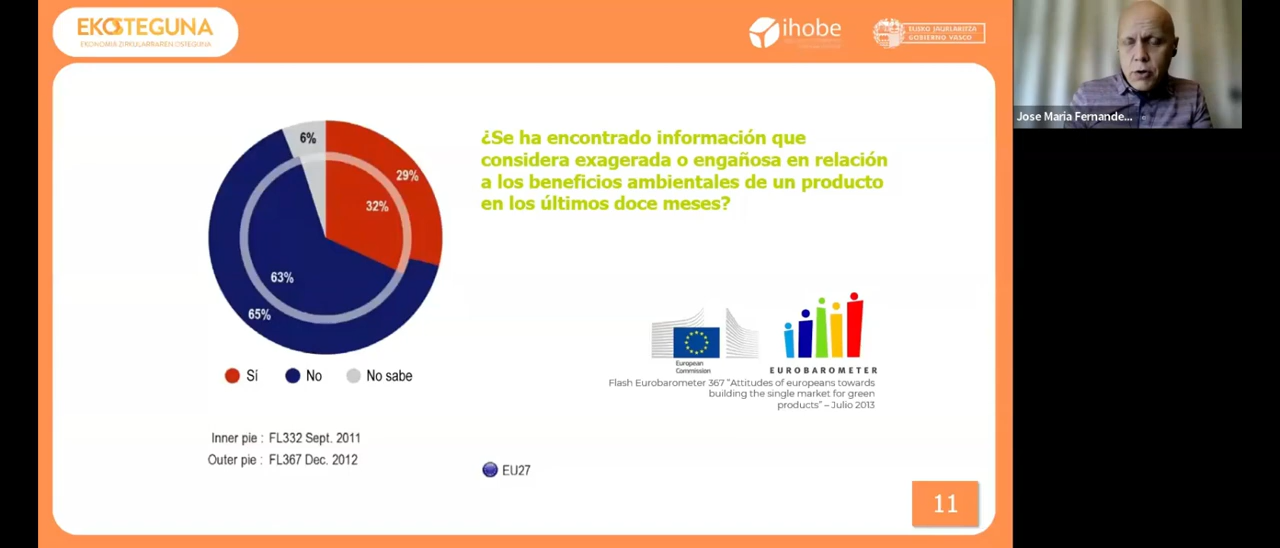 EKOSTEGUNA
EKONOMIA ZIRKULARRAREN OSTEGUNA
ihobe
EUSKO JAURLARITZA
GOBIERNO VASCO
Jose Maria Fernande...
6%
29%
32%
63%
65%
Sí
No
No sabe
¿Se ha encontrado información que
considera exagerada o engañosa en relación
a los beneficios ambientales de un producto
en los últimos doce meses?
European
Commission
EUROBAROMETER
Flash Eurobarometer 367 “Attitudes of europeans towards
building the single market for green
products” – Julio 2013
Inner pie : FL332 Sept. 2011
Outer pie : FL367 Dec. 2012
EU27
11